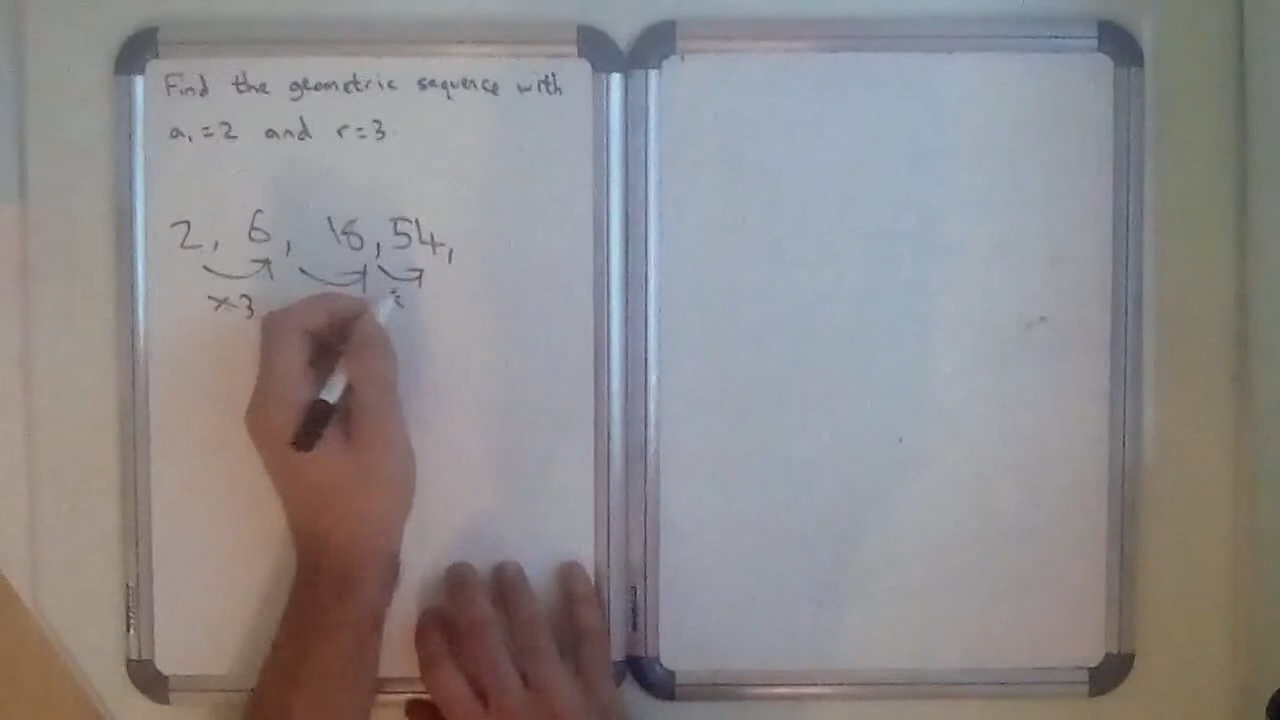 Find the geometric sequence with
a₁=2 and r=3
2, 6, 18, 54,
×3